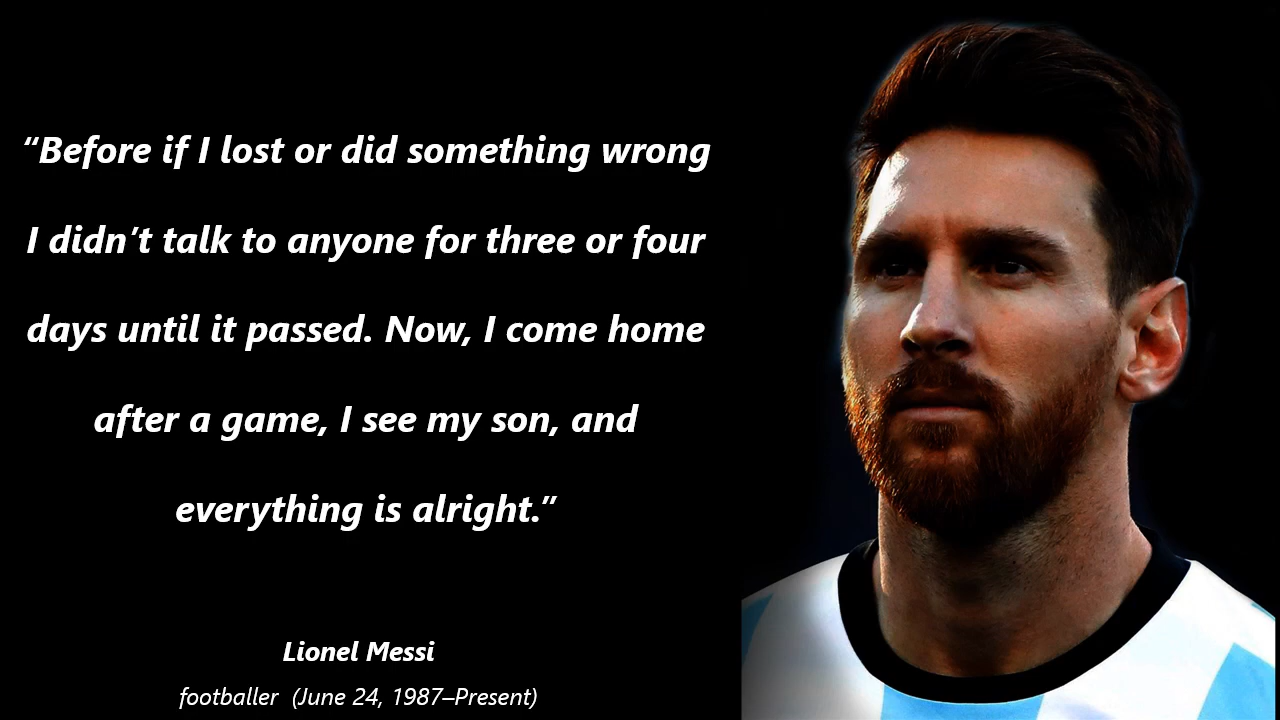 “Before if I lost or did something wrong
I didn’t talk to anyone for three or four
days until it passed. Now, I come home
after a game, I see my son, and
everything is alright.”
Lionel Messi
footballer (June 24, 1987–Present)